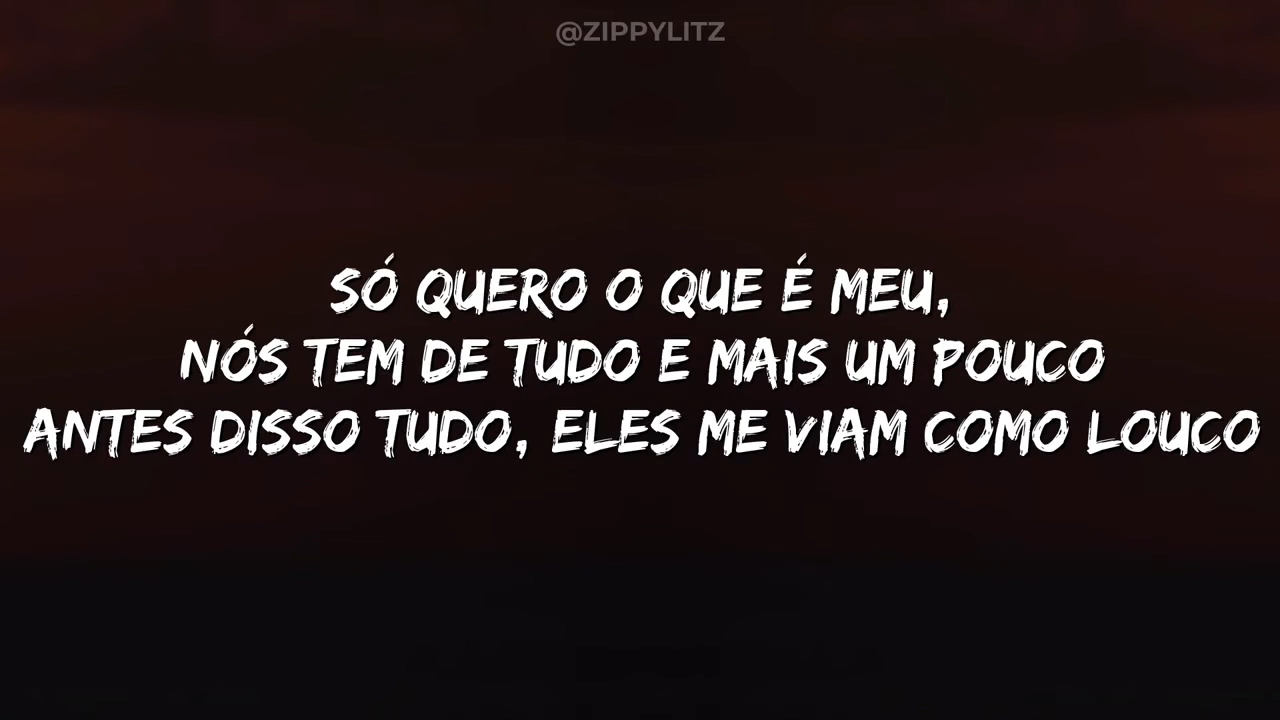 @ZIPPYLITZ
SÓ QUERO O QUE É MEU,
NÓS TEM DE TUDO E MAIS UM POUCO
ANTES DISSO TUDO, ELES ME VIAM COMO LOUCO